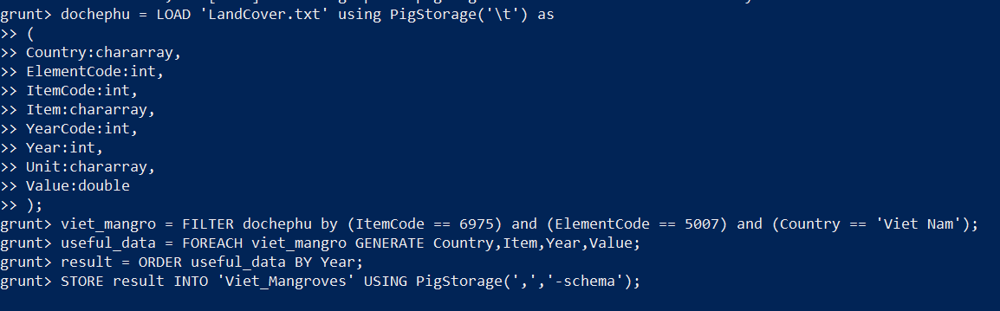 grunt> dochephu = LOAD 'LandCover.txt' using PigStorage('\t') as
>> (
>> Country:chararray,
>> ElementCode:int,
>> ItemCode:int,
>> Item:chararray,
>> YearCode:int,
>> Year:int,
>> Unit:chararray,
>> Value:double
>> );
grunt> viet_mangro = FILTER dochephu by (ItemCode == 6975) and (ElementCode == 5007) and (Country == 'Viet Nam');
grunt> useful_data = FOREACH viet_mangro GENERATE Country,Item,Year,Value;
grunt> result = ORDER useful_data BY Year;
grunt> STORE result INTO 'Viet_Mangroves' USING PigStorage(',','-schema');